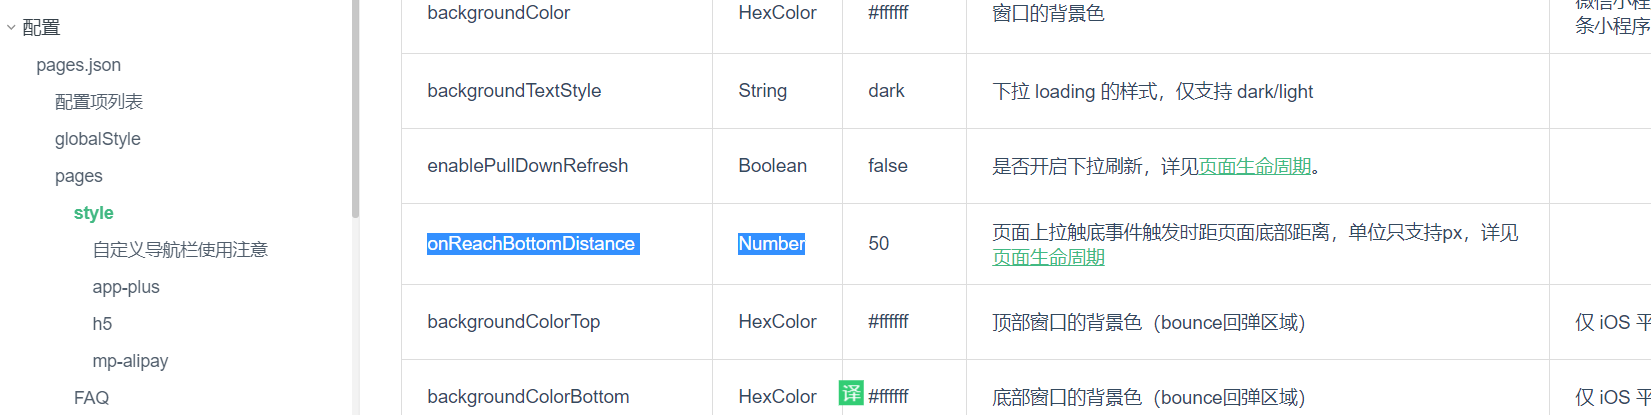 配置
pages.json
配置项列表
globalStyle
pages
style
自定义导航栏使用注意
app-plus
h5
mp-alipay
FAQ
backgroundColor HexColor #ffffff 窗口的背景色
条小程序
backgroundTextStyle String dark 下拉 loading 的样式，仅支持 dark/light
enablePullDownRefresh Boolean false 是否开启下拉刷新，详见页面生命周期。
onReachBottomDistance Number 50 页面上拉触底事件触发时距页面底部距离，单位只支持px，详见
页面生命周期
backgroundColorTop HexColor #ffffff 顶部窗口的背景色（bounce回弹区域） 仅 iOS 平
backgroundColorBottom HexColor 译 #ffffff 底部窗口的背景色（bounce回弹区域） 仅 iOS 平